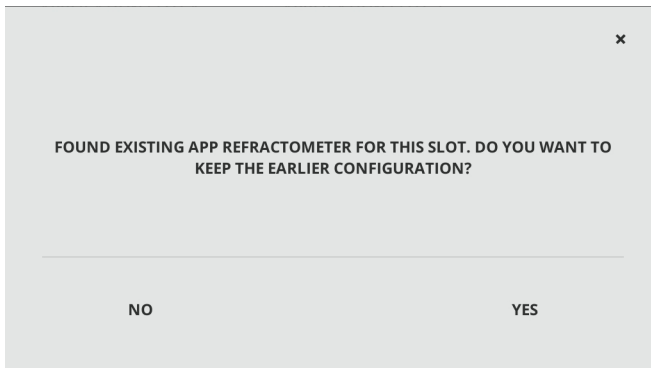 FOUND EXISTING APP REFRACTOMETER FOR THIS SLOT. DO YOU WANT TO
KEEP THE EARLIER CONFIGURATION?
NO
YES